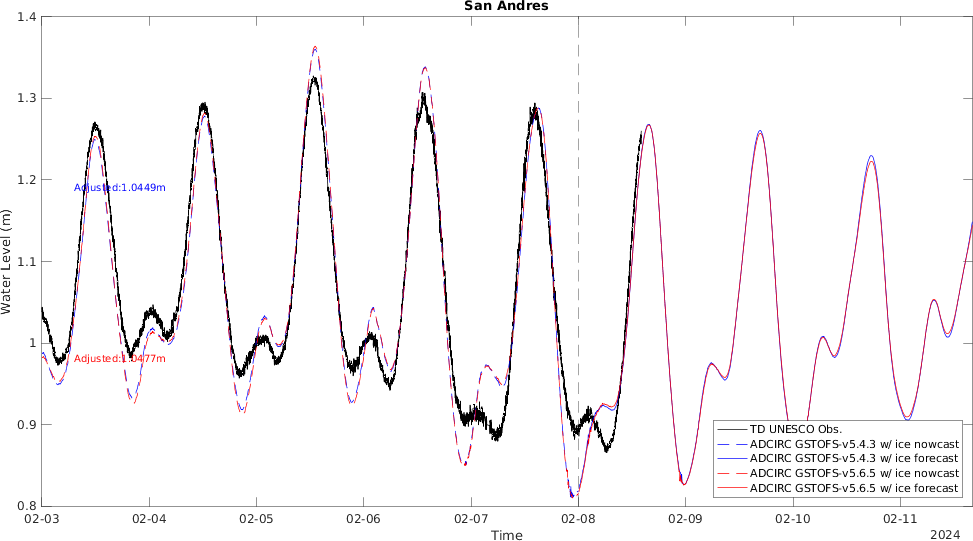 San Andres
1.4
1.3
1.2
1.1
1
0.9
0.8
Water Level (m)
Adjusted:1.0449m
Adjusted:1.0477m
TD UNESCO Obs.
ADCIRC GSTOFS-v5.4.3 w/ ice nowcast
ADCIRC GSTOFS-v5.4.3 w/ ice forecast
ADCIRC GSTOFS-v5.6.5 w/ ice nowcast
ADCIRC GSTOFS-v5.6.5 w/ ice forecast
02-03 02-04 02-05 02-06 02-07 02-08 02-09 02-10 02-11
Time
2024